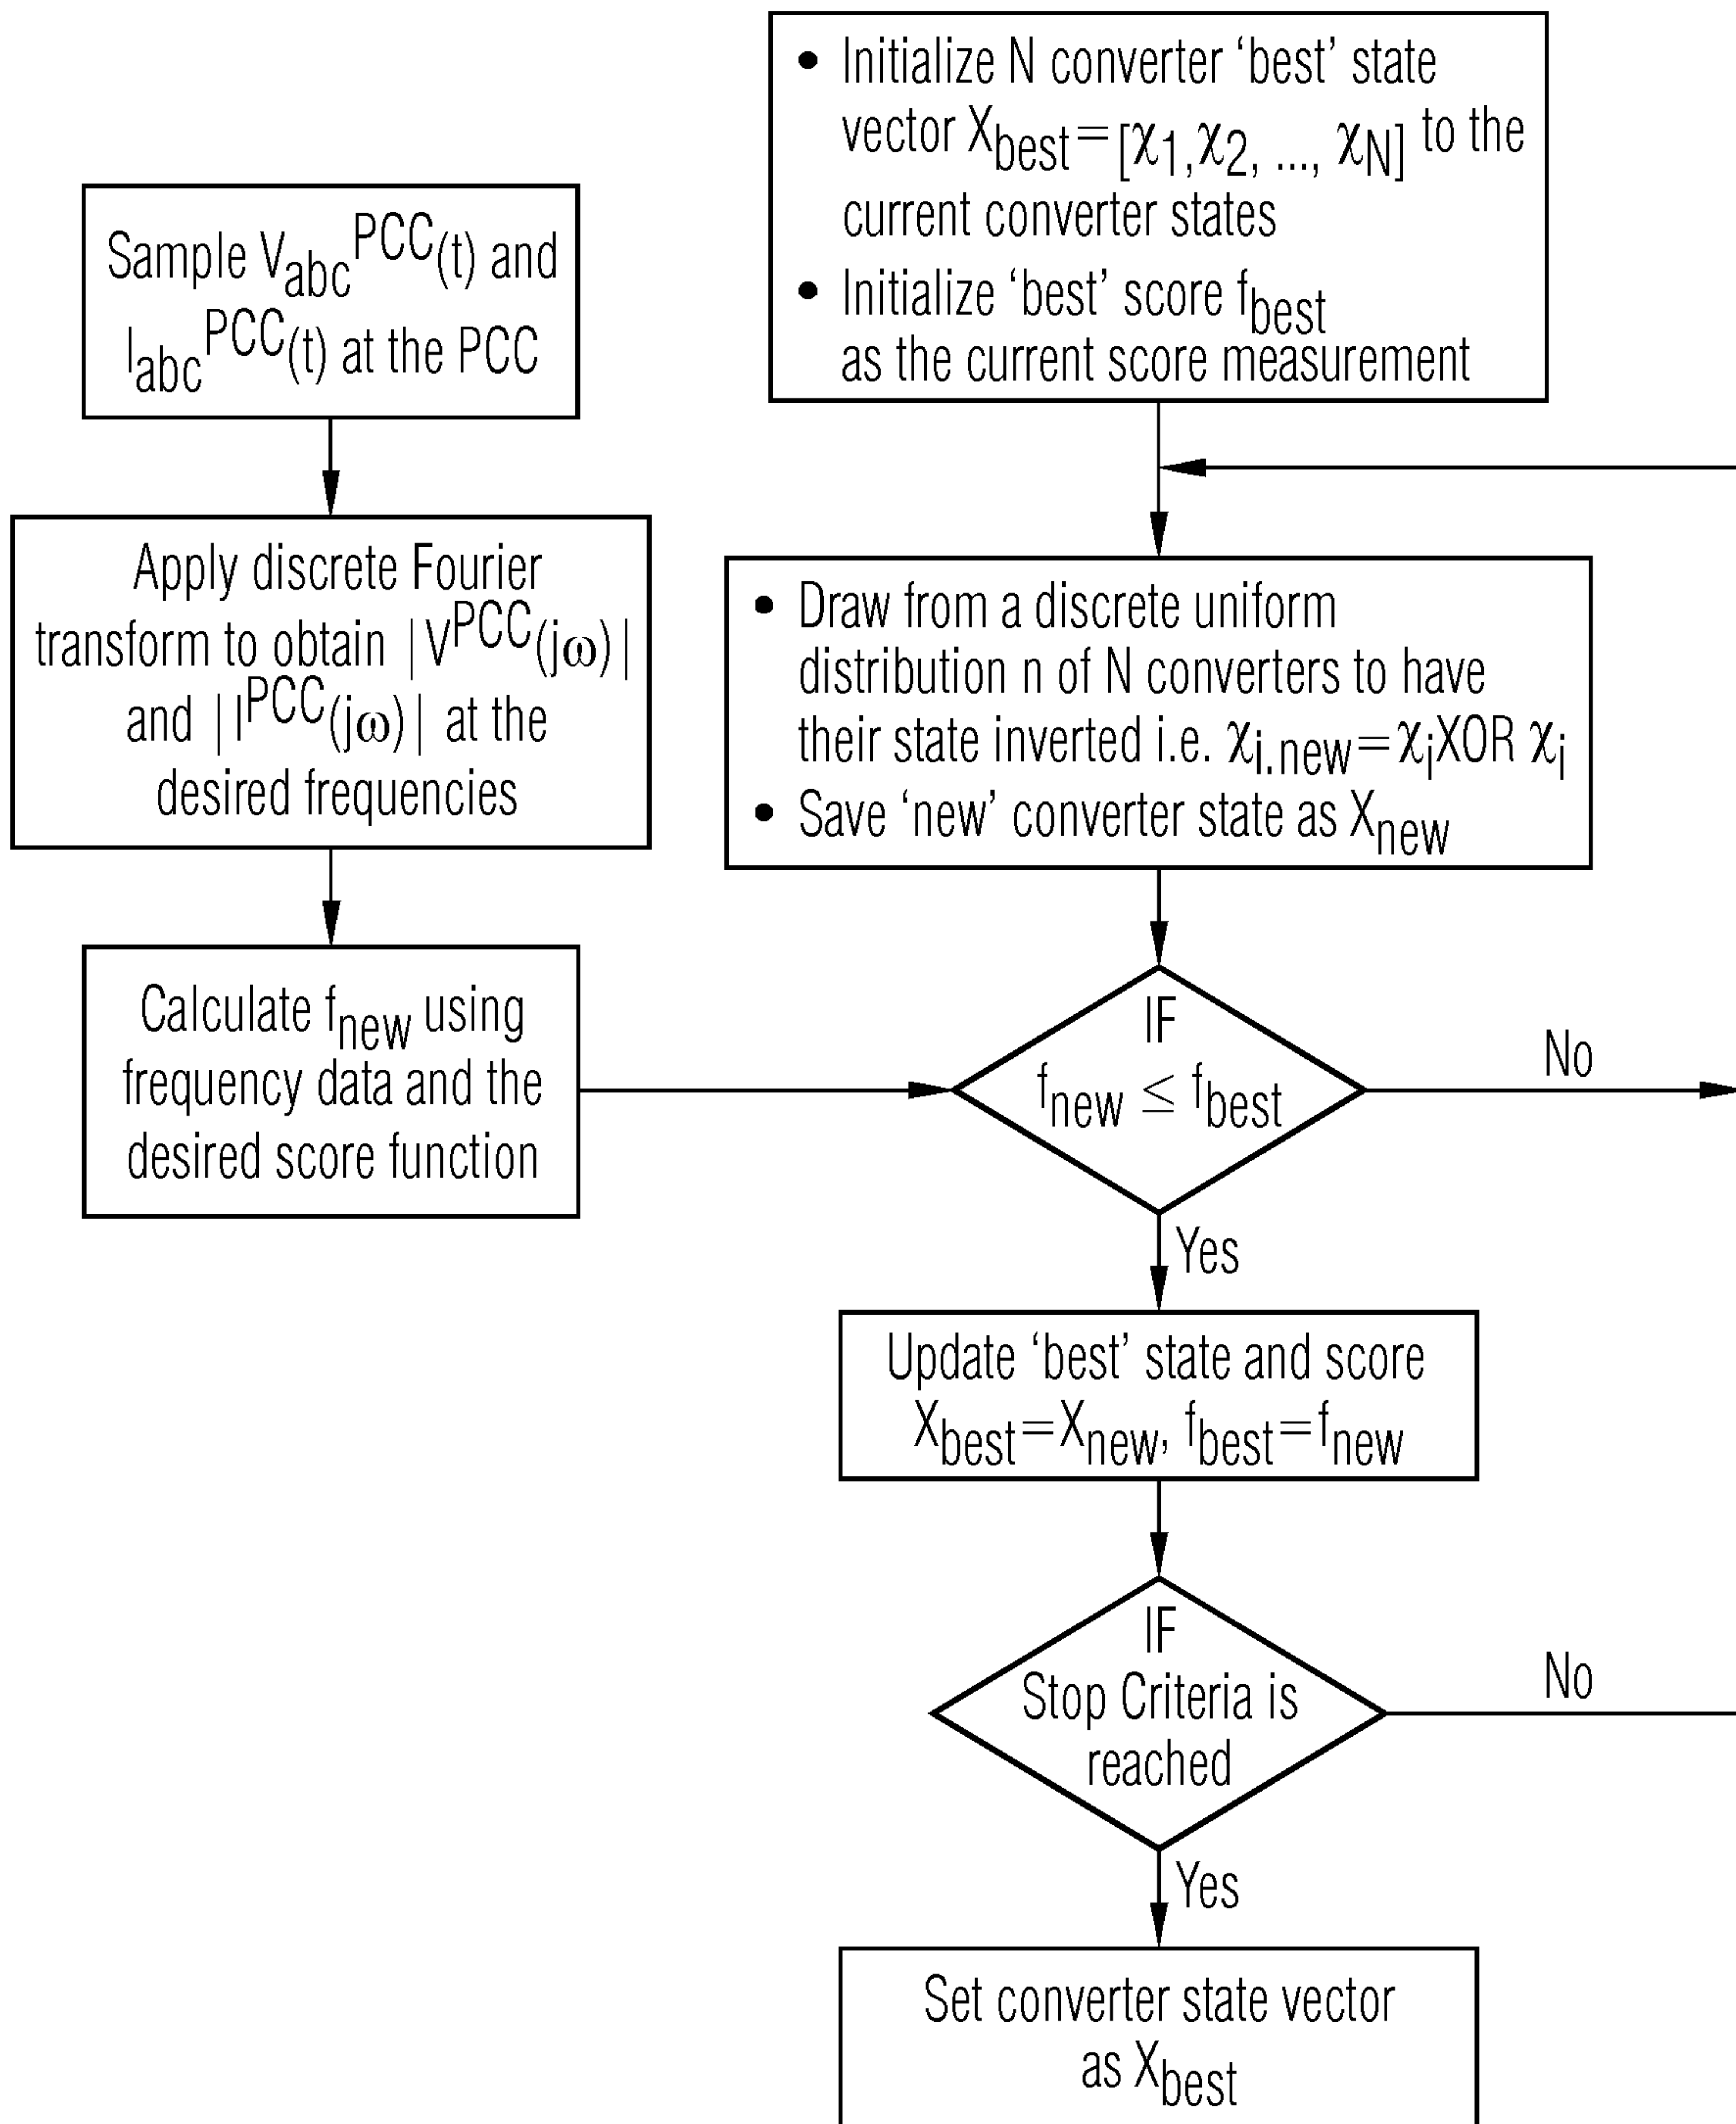 Sample V_abc^PCC(t) and
I_abc^PCC(t) at the PCC
Apply discrete Fourier
transform to obtain |V^PCC(jω)|
and |I^PCC(jω)| at the
desired frequencies
Calculate f_new using
frequency data and the
desired score function
• Initialize N converter ‘best’ state
vector X_best=[χ1,χ2, ..., χN] to the
current converter states
• Initialize ‘best’ score f_best
as the current score measurement
• Draw from a discrete uniform
distribution n of N converters to have
their state inverted i.e. χ_i.new=χ_iXOR χ_i
• Save ‘new’ converter state as X_new
IF
f_new ≤ f_best
No
Yes
Update ‘best’ state and score
X_best=X_new, f_best=f_new
IF
Stop Criteria is
reached
No
Yes
Set converter state vector
as X_best